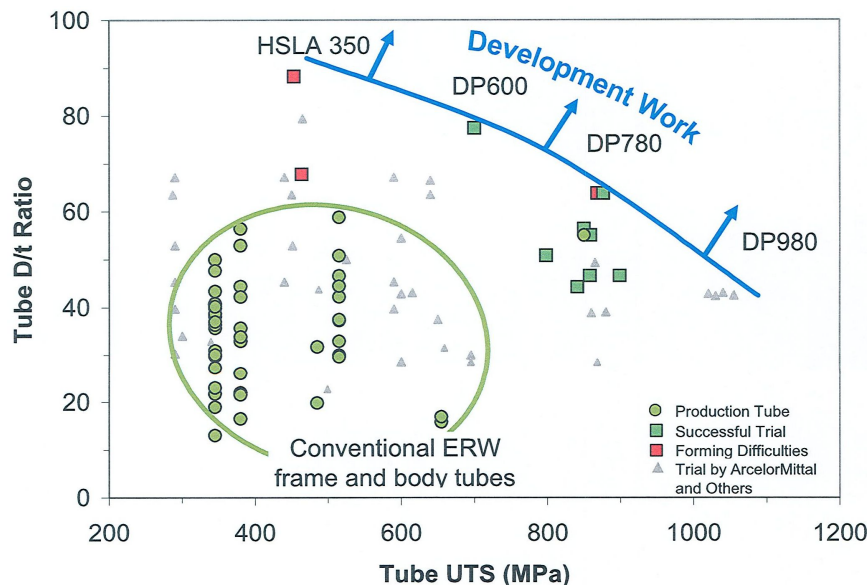 100
80
60
40
20
0
Tube D/t Ratio
HSLA 350
Development Work
DP600
DP780
DP980
Production Tube
Successful Trial
Forming Difficulties
Trial by ArcelorMittal
and Others
Conventional ERW
frame and body tubes
200
400
600
800
1000
1200
Tube UTS (MPa)